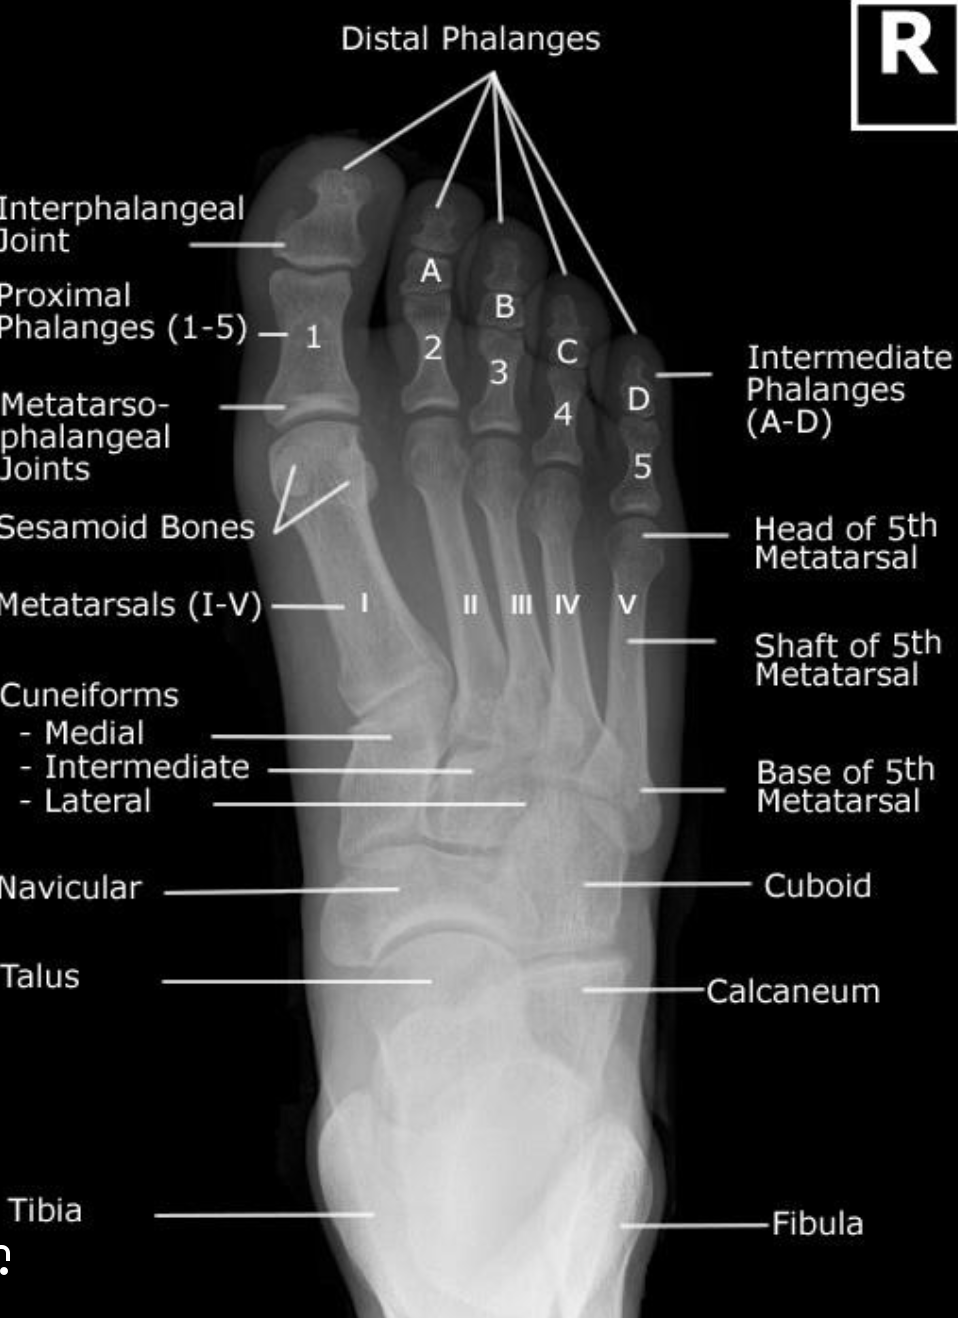 Distal Phalanges
R
Interphalangeal
Joint
Proximal
Phalanges (1-5)
Metatarso-
phalangeal
Joints
Sesamoid Bones
Metatarsals (I-V)
Cuneiforms
- Medial
- Intermediate
- Lateral
Navicular
Talus
Tibia
A
B
C
D
1
2
3
4
5
I
II
III
IV
V
Intermediate
Phalanges
(A-D)
Head of 5th
Metatarsal
Shaft of 5th
Metatarsal
Base of 5th
Metatarsal
Cuboid
Calcaneum
Fibula